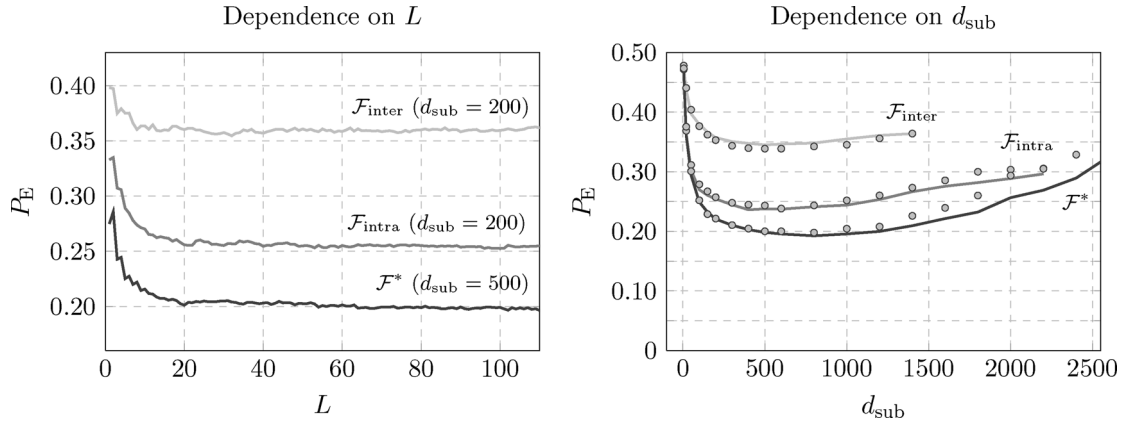 Dependence on L
P_E
0.40
0.35
0.30
0.25
0.20
F_inter (d_sub = 200)
F_intra (d_sub = 200)
F* (d_sub = 500)
0 20 40 60 80 100
L
Dependence on d_sub
P_E
0.50
0.40
0.30
0.20
0.10
0
F_inter
F_intra
F*
0 500 1000 1500 2000 2500
d_sub